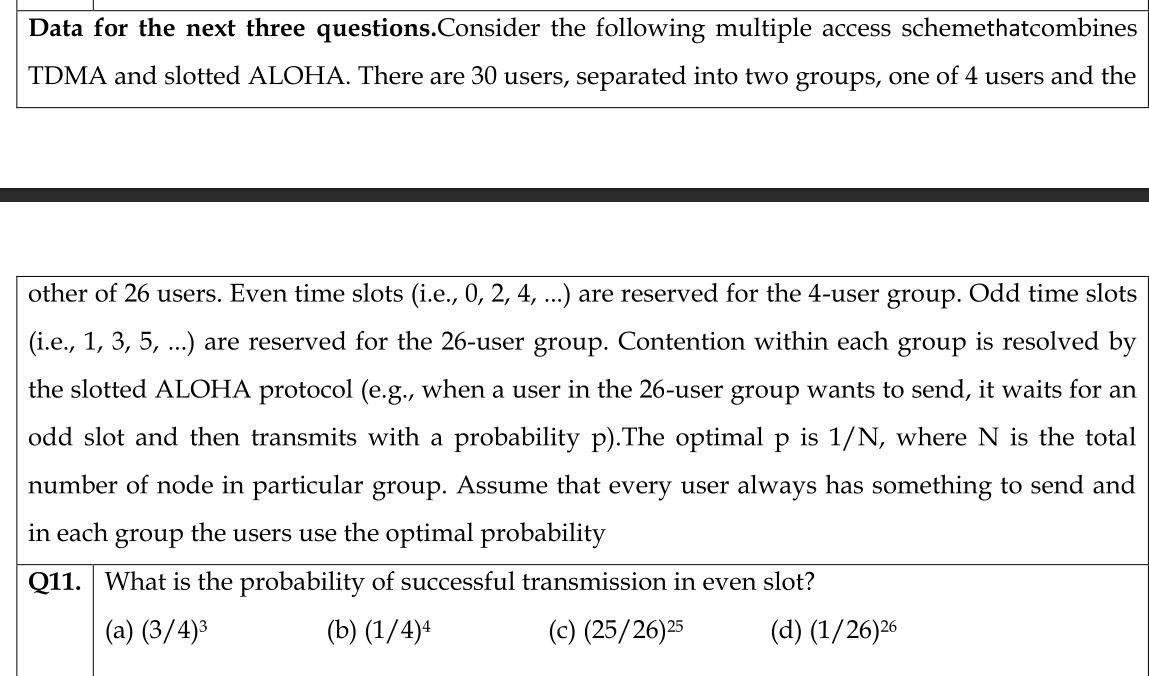 Data for the next three questions.Consider the following multiple access schemethatcombines
TDMA and slotted ALOHA. There are 30 users, separated into two groups, one of 4 users and the
other of 26 users. Even time slots (i.e., 0, 2, 4, ...) are reserved for the 4-user group. Odd time slots
(i.e., 1, 3, 5, ...) are reserved for the 26-user group. Contention within each group is resolved by
the slotted ALOHA protocol (e.g., when a user in the 26-user group wants to send, it waits for an
odd slot and then transmits with a probability p).The optimal p is 1/N, where N is the total
number of node in particular group. Assume that every user always has something to send and
in each group the users use the optimal probability
Q11. What is the probability of successful transmission in even slot?
(a) (3/4)³ (b) (1/4)⁴ (c) (25/26)²⁵ (d) (1/26)²⁶